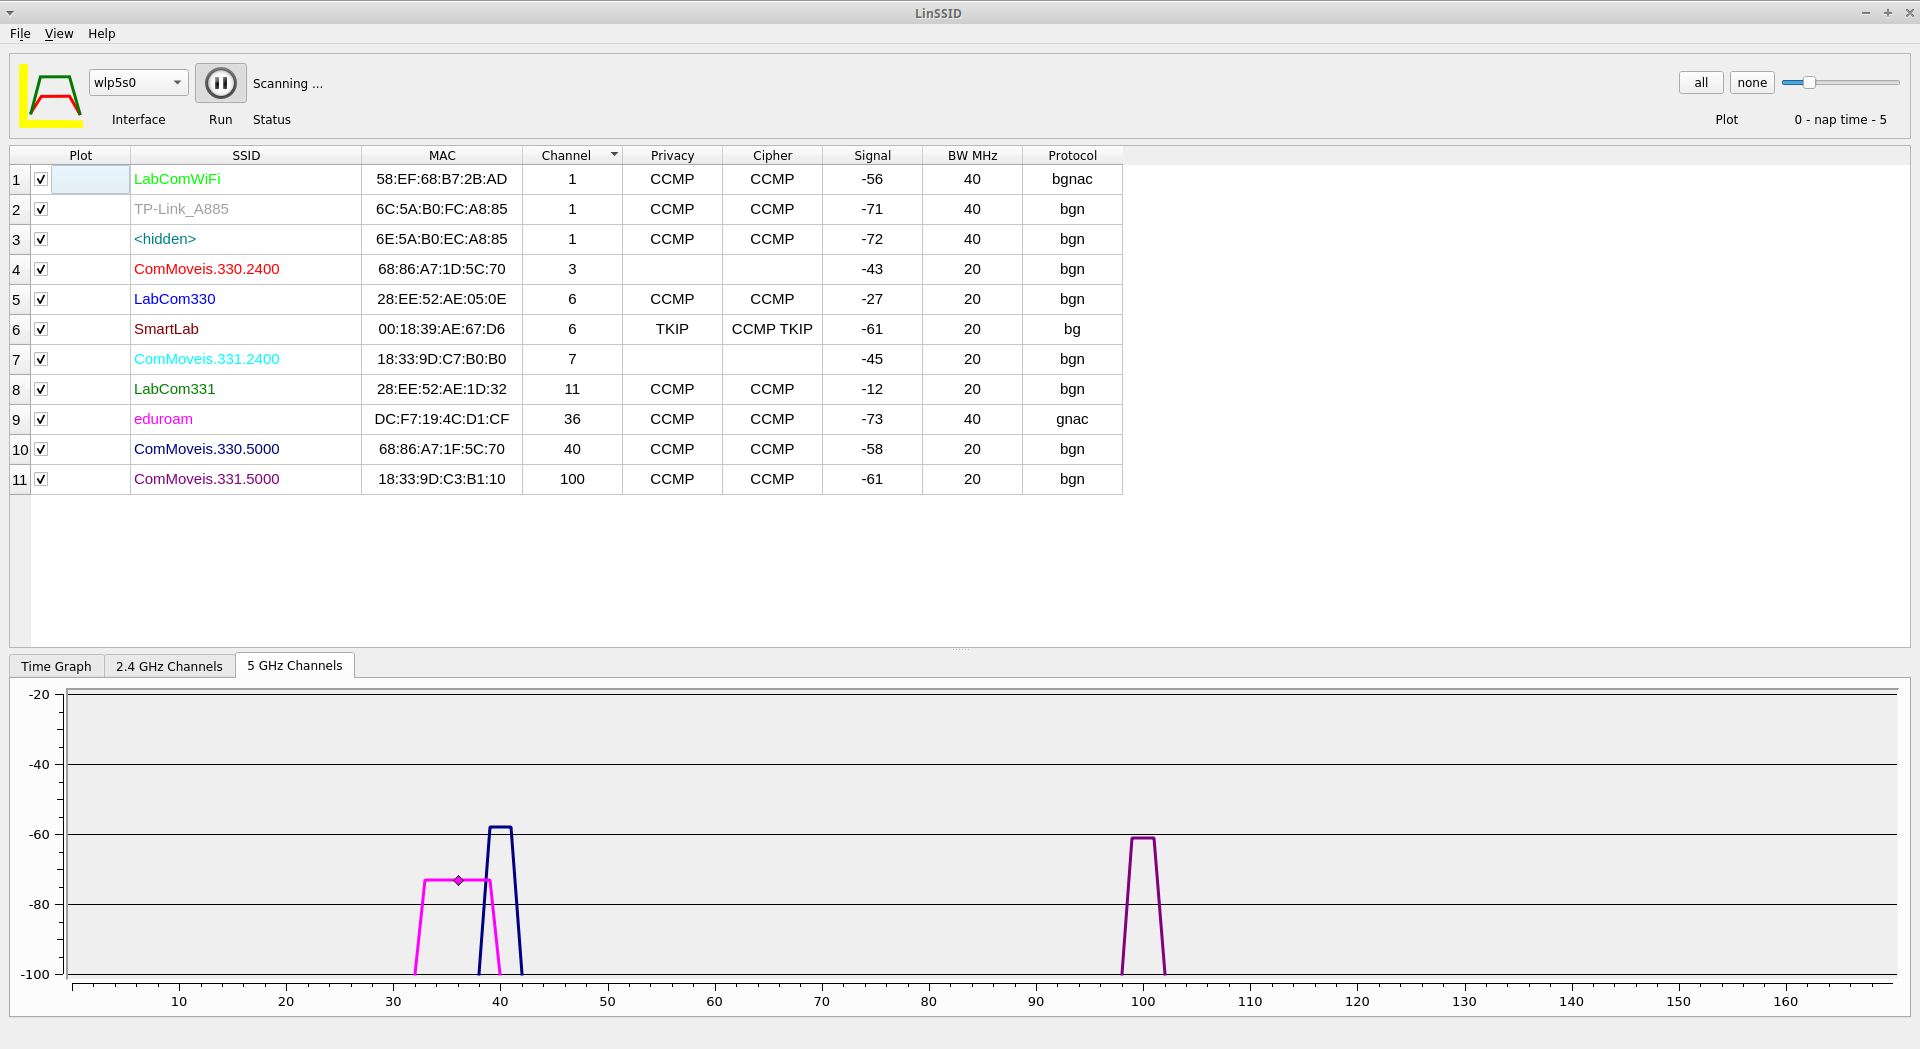 LinSSID
File View Help
wlp5s0 Scanning ... all none
Interface Run Status Plot 0 - nap time - 5
Plot SSID MAC Channel Privacy Cipher Signal BW MHz Protocol
1 LabComWiFi 58:EF:68:B7:2B:AD 1 CCMP CCMP -56 40 bgnac
2 TP-Link_A885 6C:5A:B0:FC:A8:85 1 CCMP CCMP -71 40 bgn
3 <hidden> 6E:5A:B0:EC:A8:85 1 CCMP CCMP -72 40 bgn
4 ComMoveis.330.2400 68:86:A7:1D:5C:70 3 -43 20 bgn
5 LabCom330 28:EE:52:AE:05:0E 6 CCMP CCMP -27 20 bgn
6 SmartLab 00:18:39:AE:67:D6 6 TKIP CCMP TKIP -61 20 bg
7 ComMoveis.331.2400 18:33:9D:C7:B0:B0 7 -45 20 bgn
8 LabCom331 28:EE:52:AE:1D:32 11 CCMP CCMP -12 20 bgn
9 eduroam DC:F7:19:4C:D1:CF 36 CCMP CCMP -73 40 gnac
10 ComMoveis.330.5000 68:86:A7:1F:5C:70 40 CCMP CCMP -58 20 bgn
11 ComMoveis.331.5000 18:33:9D:C3:B1:10 100 CCMP CCMP -61 20 bgn
Time Graph 2.4 GHz Channels 5 GHz Channels
-20
-40
-60
-80
-100
10 20 30 40 50 60 70 80 90 100 110 120 130 140 150 160